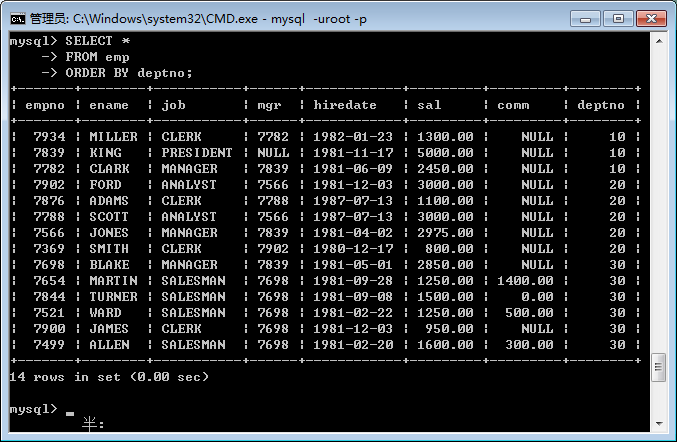 管理员: C:\Windows\system32\CMD.exe - mysql  -uroot -p
mysql> SELECT *
    -> FROM emp
    -> ORDER BY deptno;
+-------+--------+-----------+------+------------+---------+---------+--------+
| empno | ename  | job       | mgr  | hiredate   | sal     | comm    | deptno |
+-------+--------+-----------+------+------------+---------+---------+--------+
|  7934 | MILLER | CLERK     | 7782 | 1982-01-23 | 1300.00 |    NULL |     10 |
|  7839 | KING   | PRESIDENT | NULL | 1981-11-17 | 5000.00 |    NULL |     10 |
|  7782 | CLARK  | MANAGER   | 7839 | 1981-06-09 | 2450.00 |    NULL |     10 |
|  7902 | FORD   | ANALYST   | 7566 | 1981-12-03 | 3000.00 |    NULL |     20 |
|  7876 | ADAMS  | CLERK     | 7788 | 1987-07-13 | 1100.00 |    NULL |     20 |
|  7788 | SCOTT  | ANALYST   | 7566 | 1987-07-13 | 3000.00 |    NULL |     20 |
|  7566 | JONES  | MANAGER   | 7839 | 1981-04-02 | 2975.00 |    NULL |     20 |
|  7369 | SMITH  | CLERK     | 7902 | 1980-12-17 |  800.00 |    NULL |     20 |
|  7698 | BLAKE  | MANAGER   | 7839 | 1981-05-01 | 2850.00 |    NULL |     30 |
|  7654 | MARTIN | SALESMAN  | 7698 | 1981-09-28 | 1250.00 | 1400.00 |     30 |
|  7844 | TURNER | SALESMAN  | 7698 | 1981-09-08 | 1500.00 |    0.00 |     30 |
|  7521 | WARD   | SALESMAN  | 7698 | 1981-02-22 | 1250.00 |  500.00 |     30 |
|  7900 | JAMES  | CLERK     | 7698 | 1981-12-03 |  950.00 |    NULL |     30 |
|  7499 | ALLEN  | SALESMAN  | 7698 | 1981-02-20 | 1600.00 |  300.00 |     30 |
+-------+--------+-----------+------+------------+---------+---------+--------+
14 rows in set (0.00 sec)
mysql> _
半: